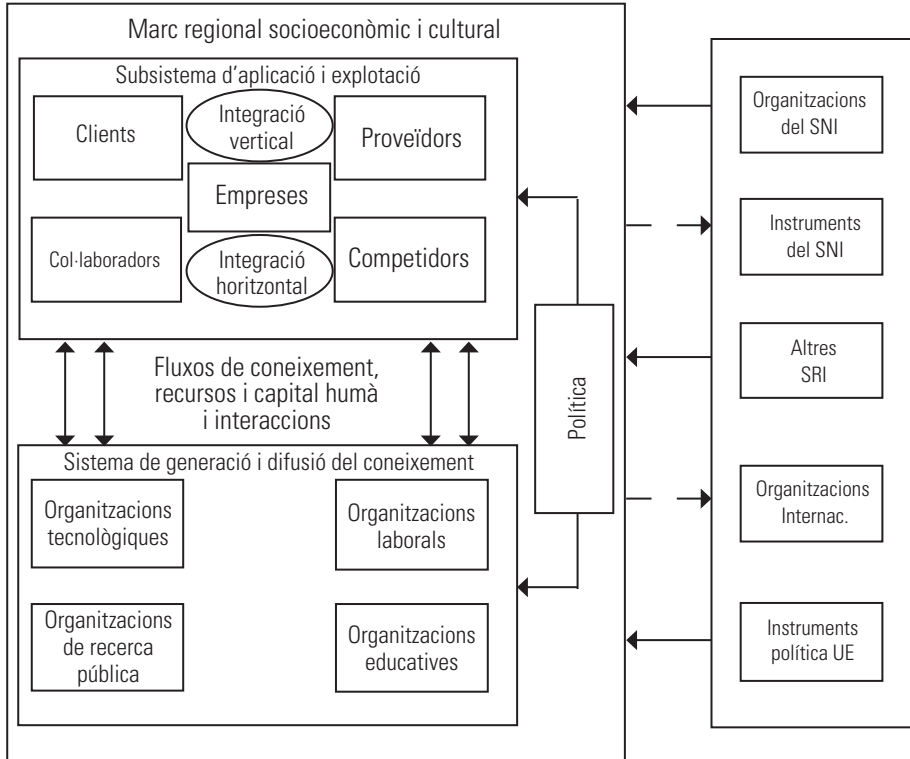 Marc regional socioeconòmic i cultural
Subsistema d'aplicació i explotació
Clients
Integració
vertical
Proveïdors
Empreses
Col·laboradors
Integració
horitzontal
Competidors
Fluxos de coneixement,
recursos i capital humà
i interaccions
Política
Sistema de generació i difusió del coneixement
Organitzacions
tecnològiques
Organitzacions
laborals
Organitzacions
de recerca
pública
Organitzacions
educatives
Organitzacions
del SNI
Instruments
del SNI
Altres
SRI
Organitzacions
Internac.
Instruments
política UE